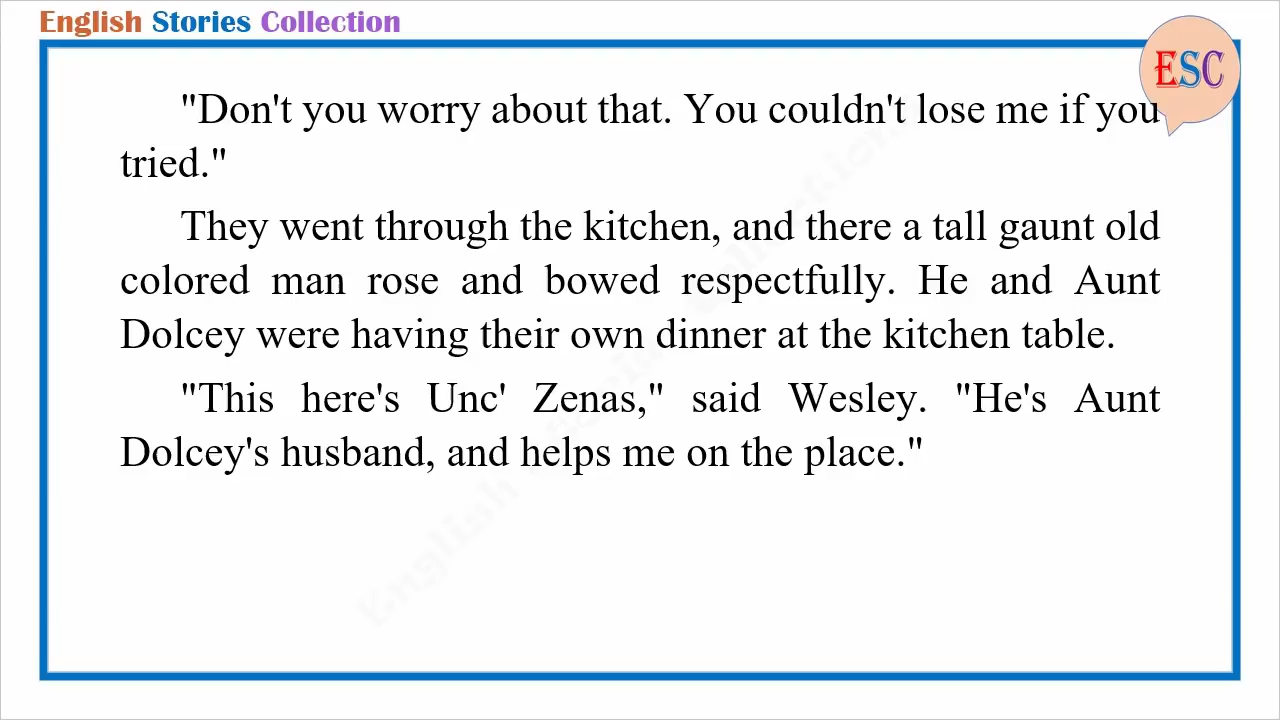 English Stories Collection
ESC
"Don't you worry about that. You couldn't lose me if you
tried."
They went through the kitchen, and there a tall gaunt old
colored man rose and bowed respectfully. He and Aunt
Dolcey were having their own dinner at the kitchen table.
"This here's Unc' Zenas," said Wesley. "He's Aunt
Dolcey's husband, and helps me on the place."
English Stories Collection